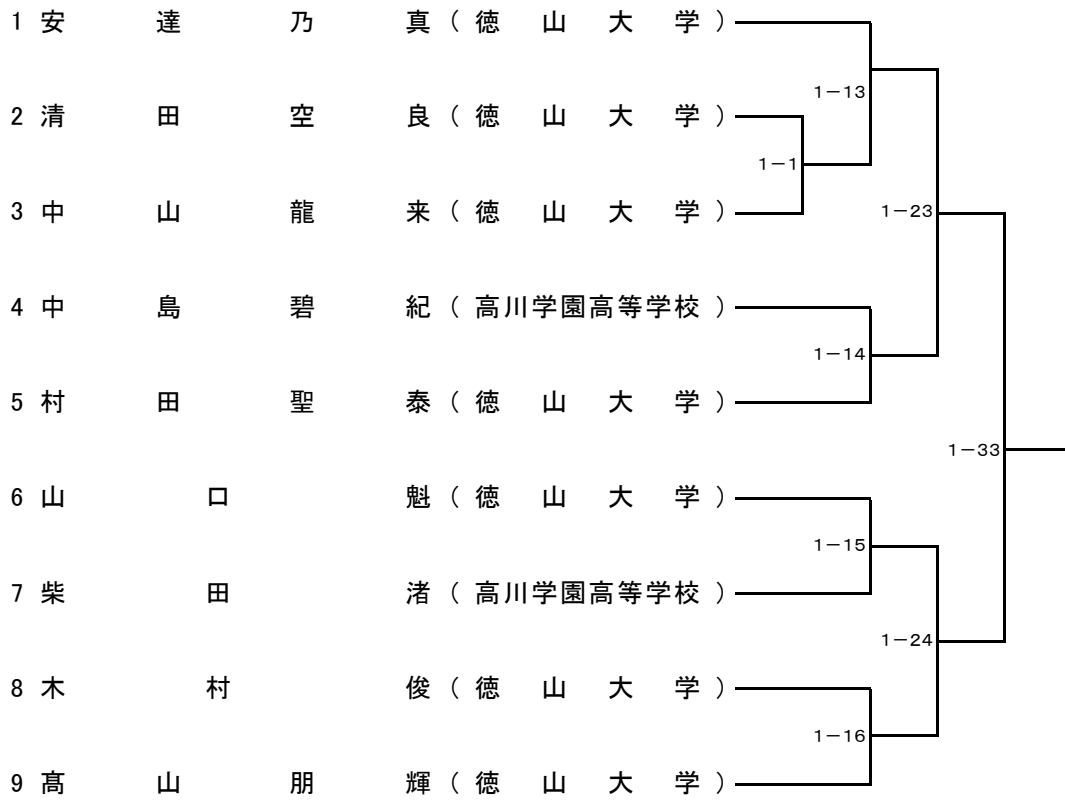 1 安達乃真（徳山大学）
1－13
2 清田空良（徳山大学）
1－1
3 中山龍来（徳山大学）
1－23
4 中島碧紀（高川学園高等学校）
1－14
5 村田聖泰（徳山大学）
1－33
6 山口魁（徳山大学）
1－15
7 柴田渚（高川学園高等学校）
1－24
8 木村俊（徳山大学）
1－16
9 髙山朋輝（徳山大学）